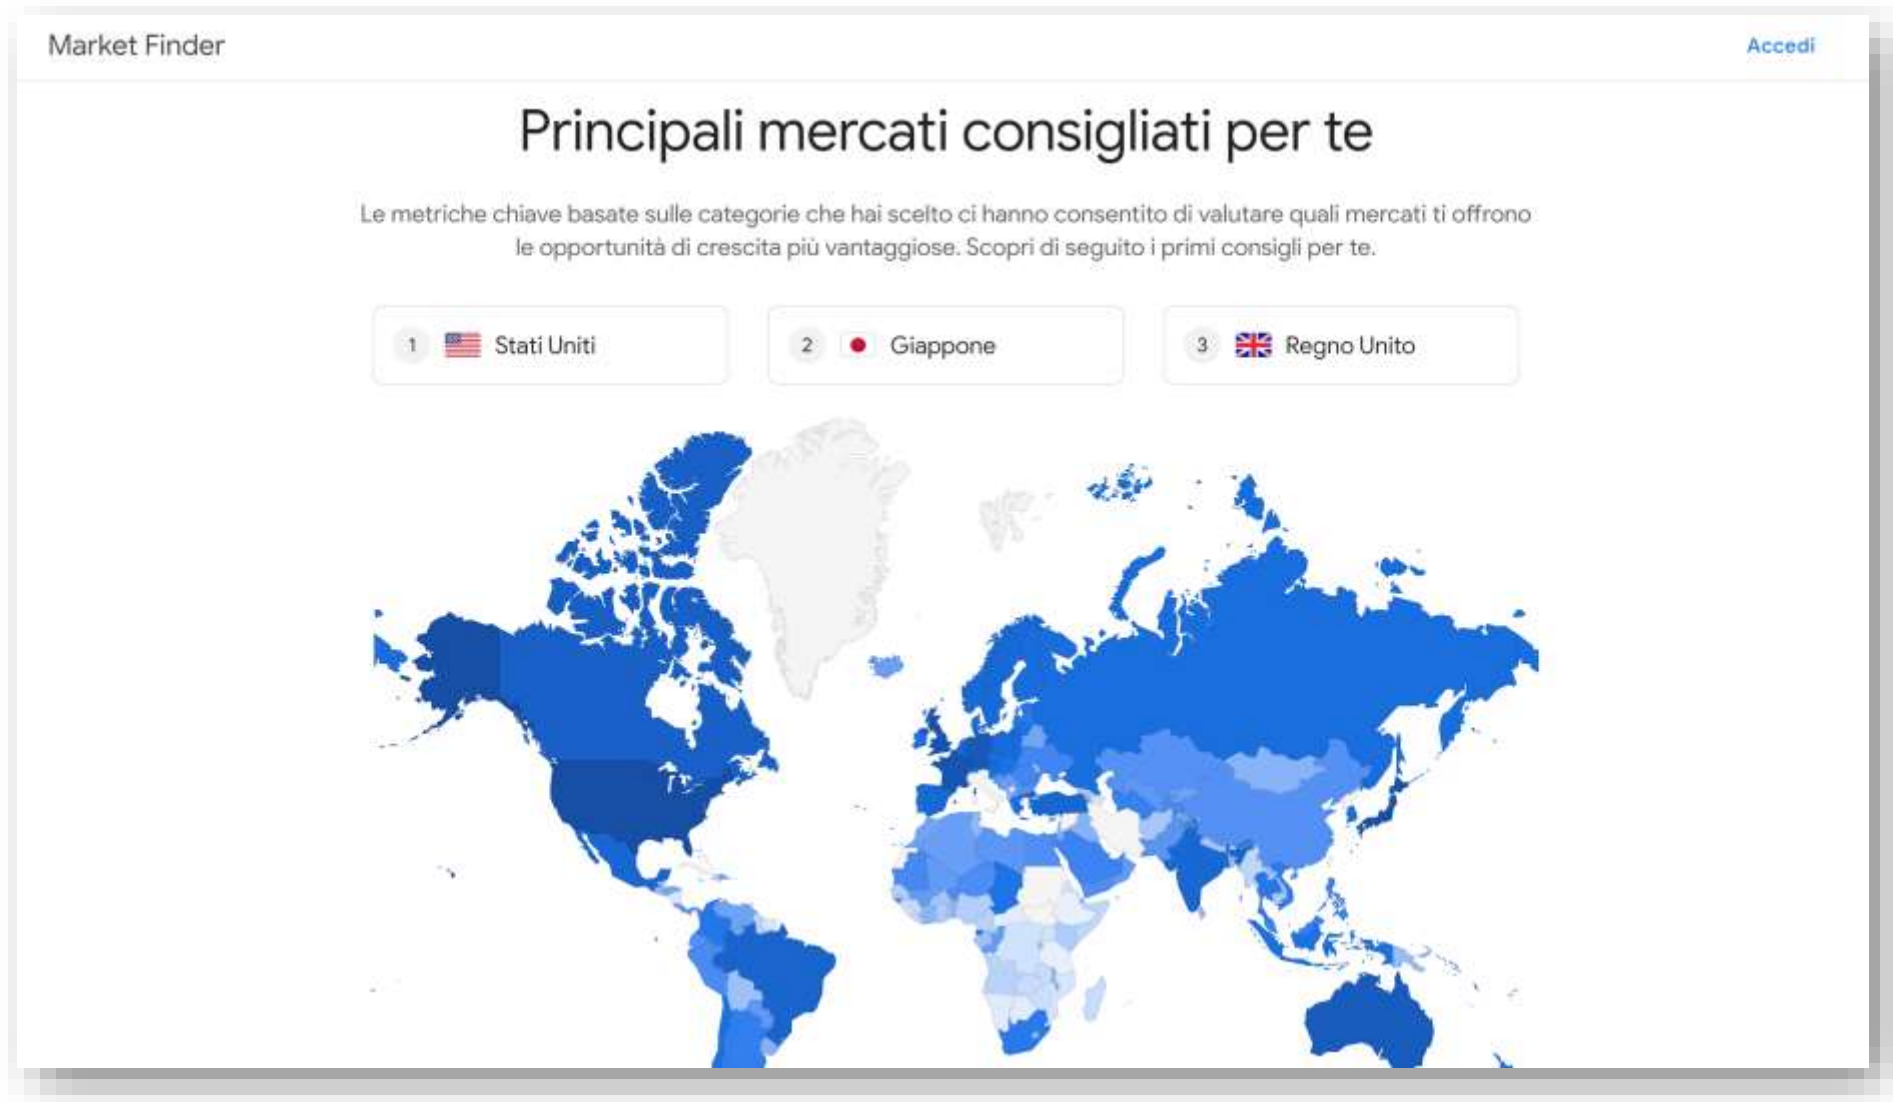 Market Finder
Accedi
Principali mercati consigliati per te
Le metriche chiave basate sulle categorie che hai scelto ci hanno consentito di valutare quali mercati ti offrono
le opportunità di crescita più vantaggiose. Scopri di seguito i primi consigli per te.
1 Stati Uniti
2 Giappone
3 Regno Unito